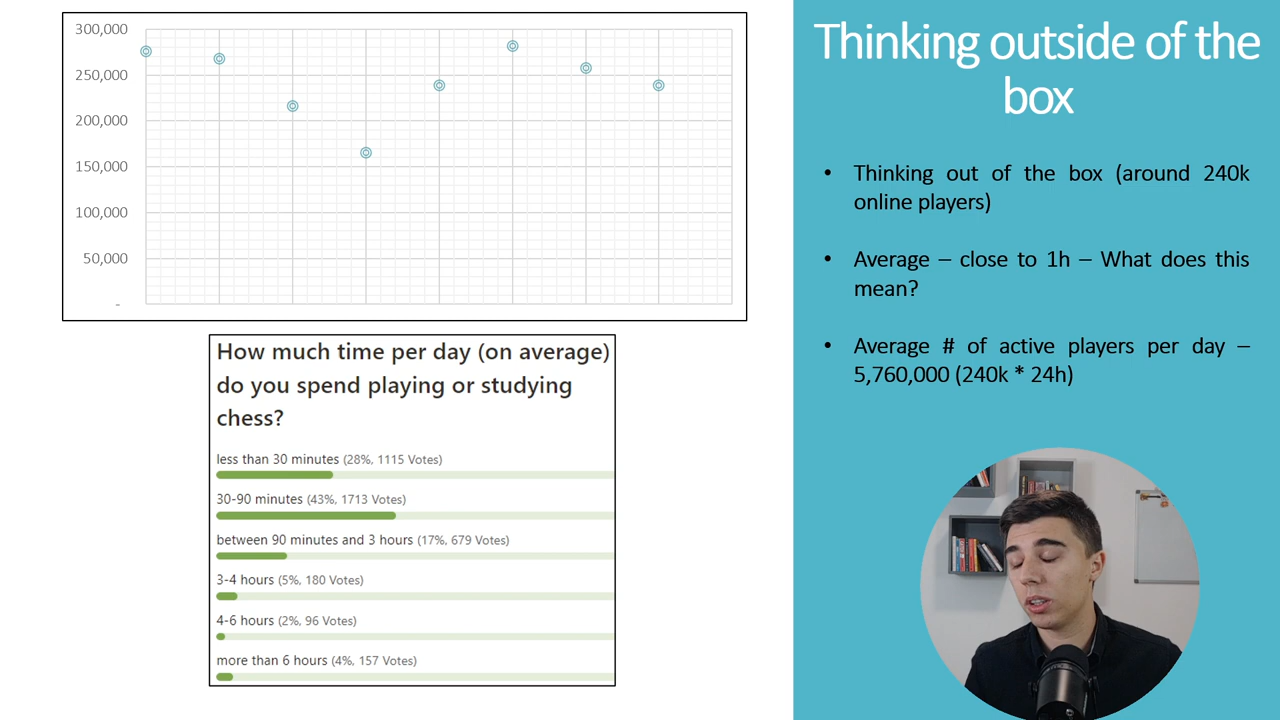 300,000
250,000
200,000
150,000
100,000
50,000
-
How much time per day (on average)
do you spend playing or studying
chess?
less than 30 minutes (28%, 1115 Votes)
30-90 minutes (43%, 1713 Votes)
between 90 minutes and 3 hours (17%, 679 Votes)
3-4 hours (5%, 180 Votes)
4-6 hours (2%, 96 Votes)
more than 6 hours (4%, 157 Votes)
Thinking outside of the
box
• Thinking out of the box (around 240k
online players)
• Average – close to 1h – What does this
mean?
• Average # of active players per day –
5,760,000 (240k * 24h)